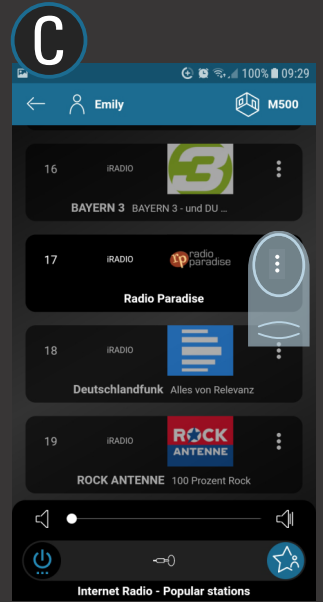 C
100% 09:29
Emily
M500
16 iRADIO 3
BAYERN 3 BAYERN 3 - und DU ...
17 iRADIO rp radio paradise
Radio Paradise
18 iRADIO
Deutschlandfunk Alles von Relevanz
19 iRADIO ROCK ANTENNE
ROCK ANTENNE 100 Prozent Rock
Internet Radio - Popular stations